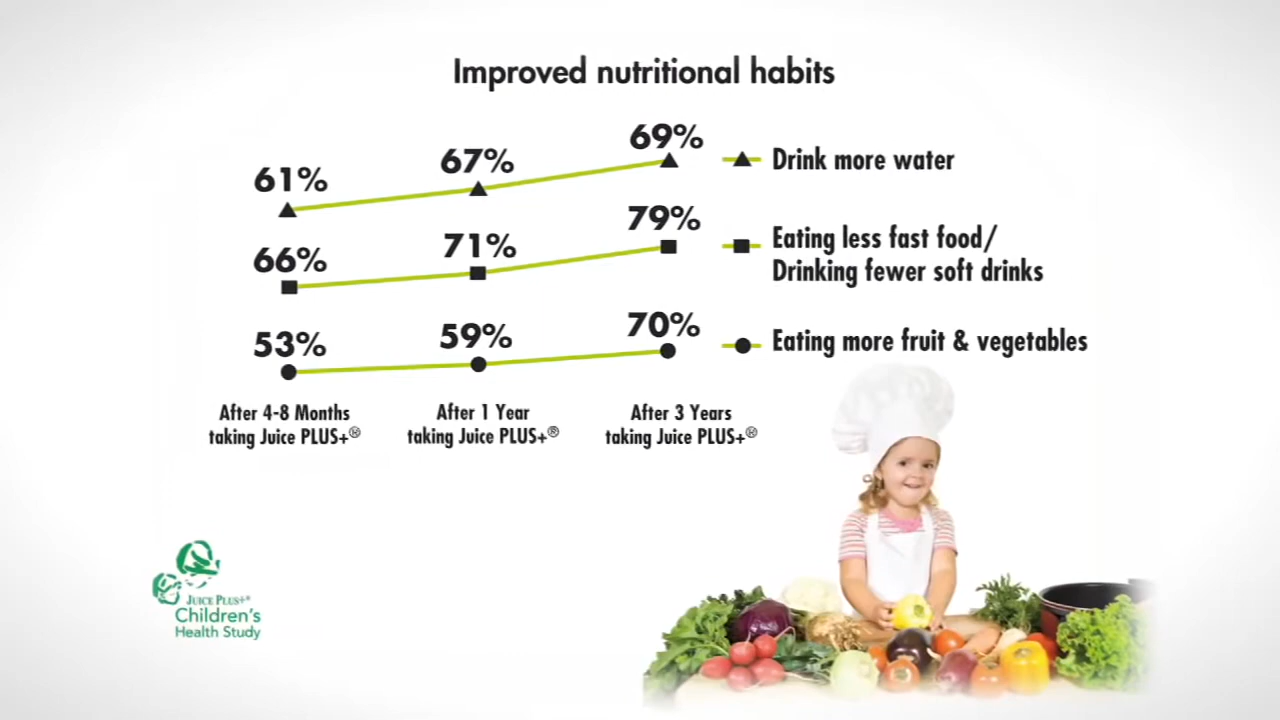 Improved nutritional habits
61%
67%
69%
Drink more water
66%
71%
79%
Eating less fast food/
Drinking fewer soft drinks
53%
59%
70%
Eating more fruit & vegetables
After 4-8 Months
taking Juice PLUS+®
After 1 Year
taking Juice PLUS+®
After 3 Years
taking Juice PLUS+®
JUICE PLUS+®
Children's
Health Study